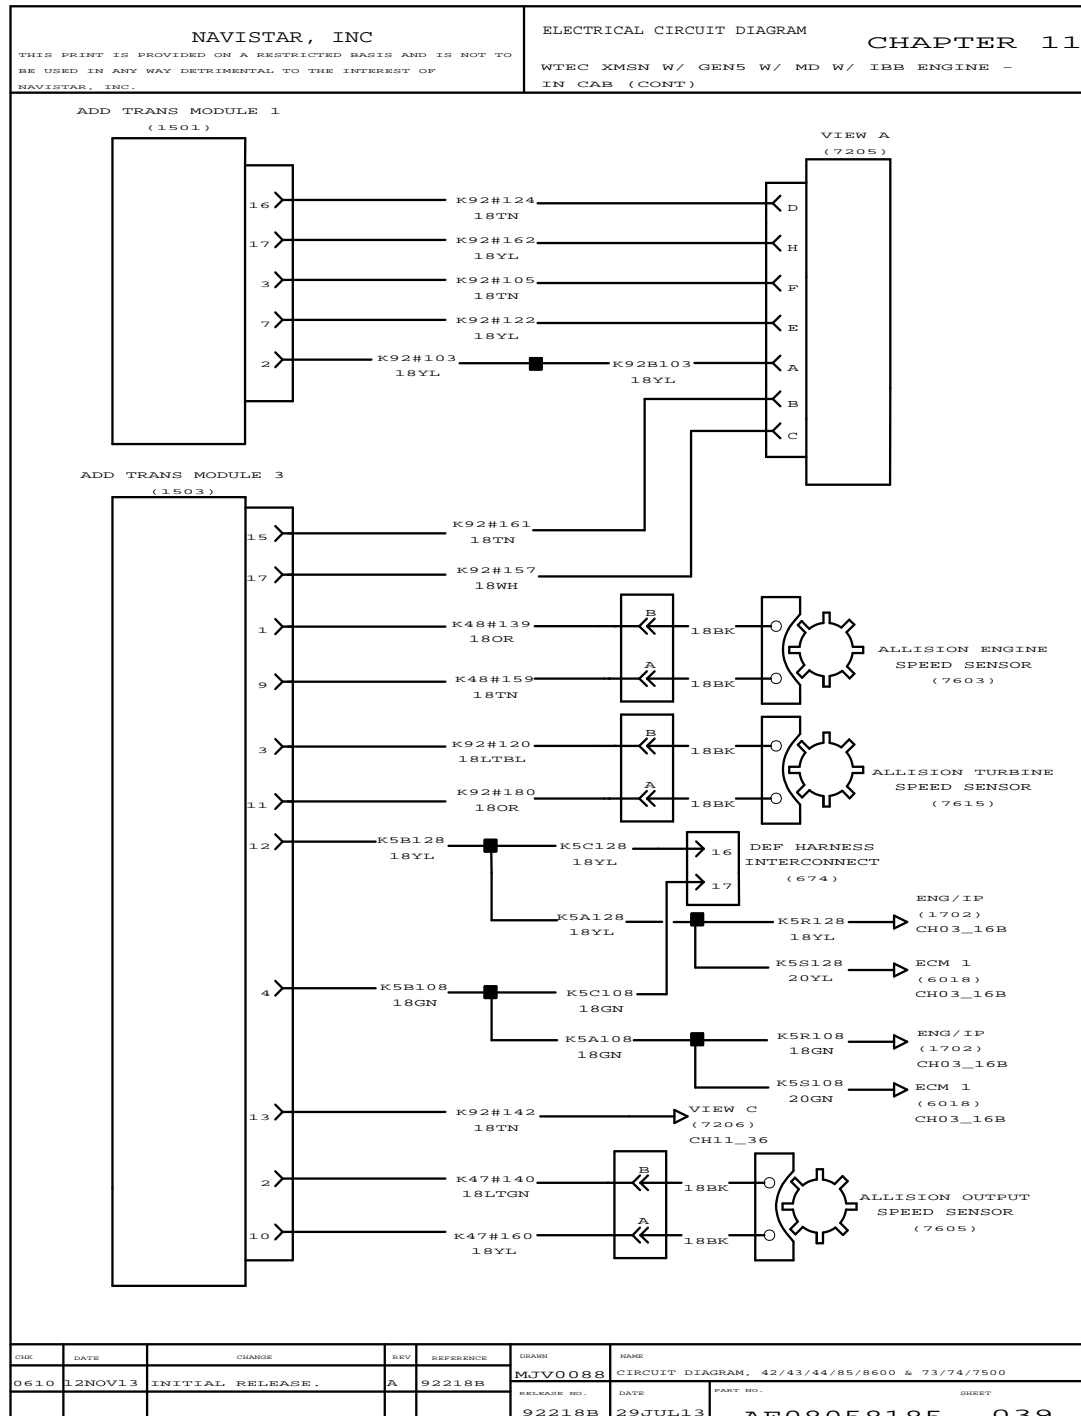 NAVISTAR, INC
THIS PRINT IS PROVIDED ON A RESTRICTED BASIS AND IS NOT TO
BE USED IN ANY WAY DETRIMENTAL TO THE INTEREST OF
NAVISTAR, INC.
ELECTRICAL CIRCUIT DIAGRAM
CHAPTER 11
WTEC XMSN W/ GEN5 W/ MD W/ IBB ENGINE -
IN CAB (CONT)
ADD TRANS MODULE 1
(1501)
VIEW A
(7205)
16
K92#124
18TN
D
17
K92#162
18YL
H
3
K92#105
18TN
F
7
K92#122
18YL
E
2
K92#103
18YL
K92B103
18YL
A
B
C
ADD TRANS MODULE 3
(1503)
15
K92#161
18TN
17
K92#157
18WH
1
K48#139
18OR
B
18BK
9
K48#159
18TN
A
18BK
ALLISION ENGINE
SPEED SENSOR
(7603)
3
K92#120
18LTBL
B
18BK
11
K92#180
18OR
A
18BK
ALLISION TURBINE
SPEED SENSOR
(7615)
12
K5B128
18YL
K5C128
18YL
16
17
DEF HARNESS
INTERCONNECT
(674)
K5A128
18YL
K5R128
18YL
ENG/IP
(1702)
CH03_16B
K5S128
20YL
ECM 1
(6018)
CH03_16B
4
K5B108
18GN
K5C108
18GN
K5A108
18GN
K5R108
18GN
ENG/IP
(1702)
CH03_16B
K5S108
20GN
ECM 1
(6018)
CH03_16B
13
K92#142
18TN
VIEW C
(7206)
CH11_36
2
K47#140
18LTGN
B
18BK
10
K47#160
18YL
A
18BK
ALLISION OUTPUT
SPEED SENSOR
(7605)
CHK DATE CHANGE REV REFERENCE
0610 12NOV13 INITIAL RELEASE. A 92218B
DRAWN
MJV0088
NAME
CIRCUIT DIAGRAM, 42/43/44/85/8600 & 73/74/7500
RELEASE NO.
92218B
DATE
29JUL13
PART NO.
AE08058185
SHEET
039